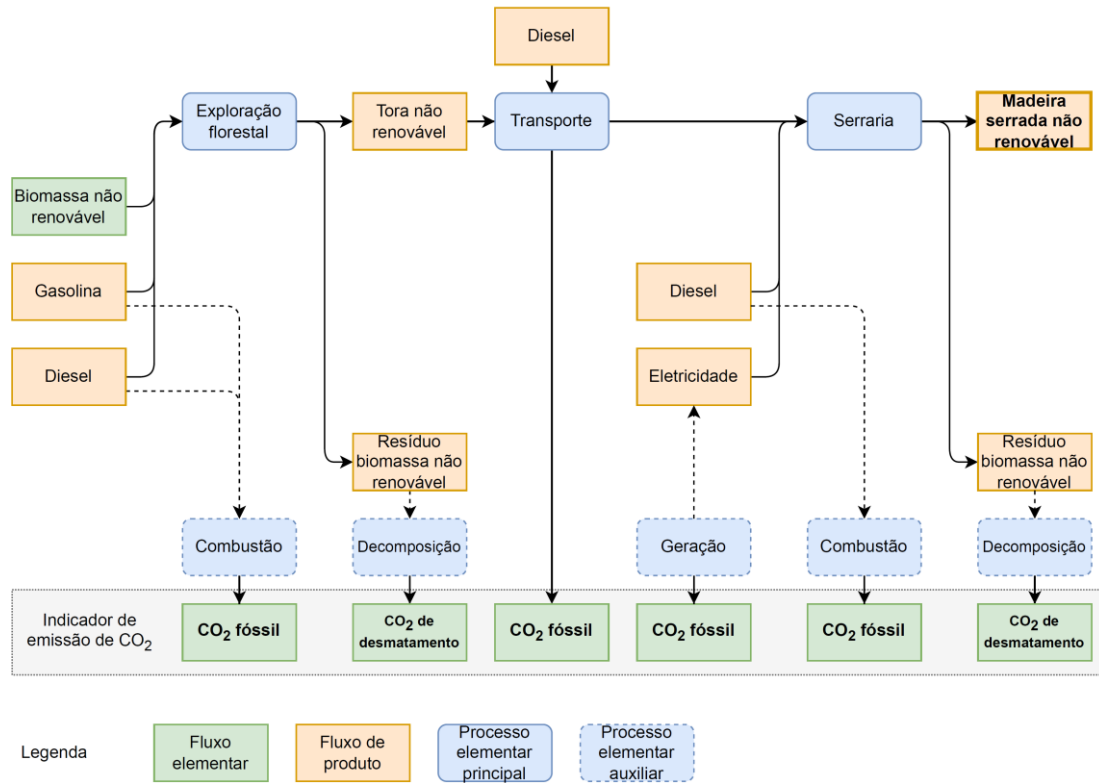 Diesel
Exploração
florestal
Tora não
renovável
Transporte
Serraria
Madeira
serrada não
renovável
Biomassa não
renovável
Gasolina
Diesel
Diesel
Eletricidade
Resíduo
biomassa não
renovável
Resíduo
biomassa não
renovável
Combustão
Decomposição
Geração
Combustão
Decomposição
Indicador de
emissão de CO₂
CO₂ fóssil
CO₂ de
desmatamento
CO₂ fóssil
CO₂ fóssil
CO₂ fóssil
CO₂ de
desmatamento
Legenda
Fluxo
elementar
Fluxo de
produto
Processo
elementar
principal
Processo
elementar
auxiliar